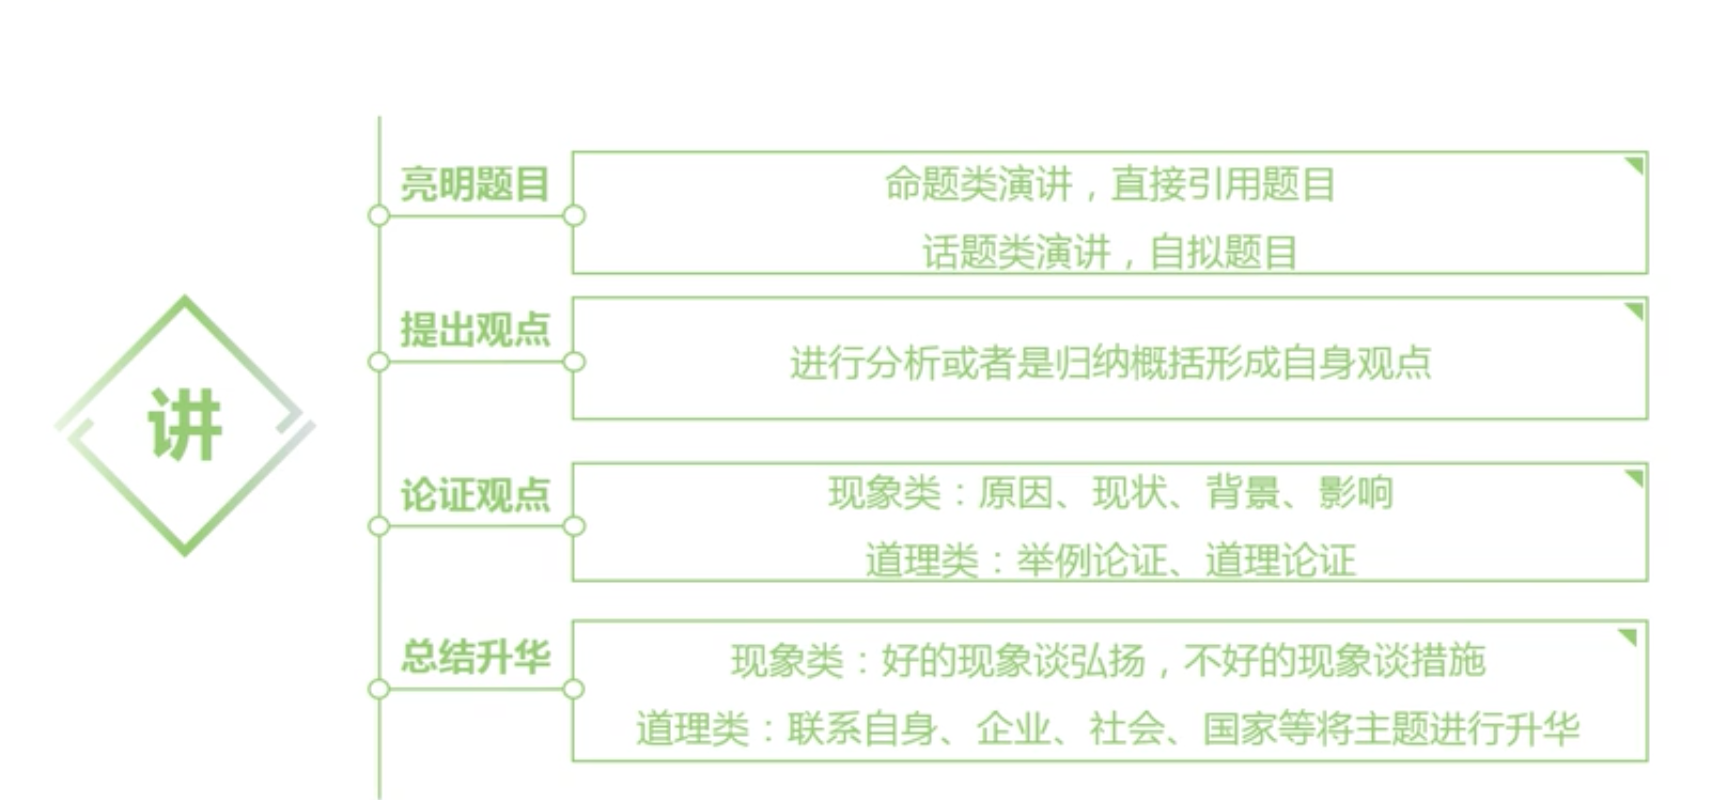 讲
亮明题目
命题类演讲，直接引用题目
话题类演讲，自拟题目
提出观点
进行分析或者是归纳概括形成自身观点
论证观点
现象类：原因、现状、背景、影响
道理类：举例论证、道理论证
总结升华
现象类：好的现象谈弘扬，不好的现象谈措施
道理类：联系自身、企业、社会、国家等将主题进行升华